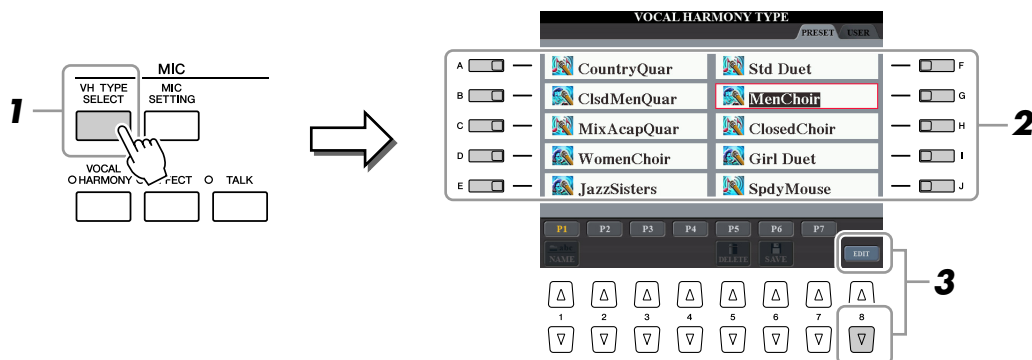 MIC
VH TYPE SELECT
MIC SETTING
VOCAL HARMONY
TALK
1
VOCAL HARMONY TYPE
PRESET
USER
A
CountryQuar
Std Duet
F
B
ClsdMenQuar
MenChoir
G
C
MixAcapQuar
ClosedChoir
H
D
WomenChoir
Girl Duet
I
E
JazzSisters
SpdyMouse
J
2
P1 P2 P3 P4 P5 P6 P7
NAME
DELETE
SAVE
EDIT
3
1 2 3 4 5 6 7 8